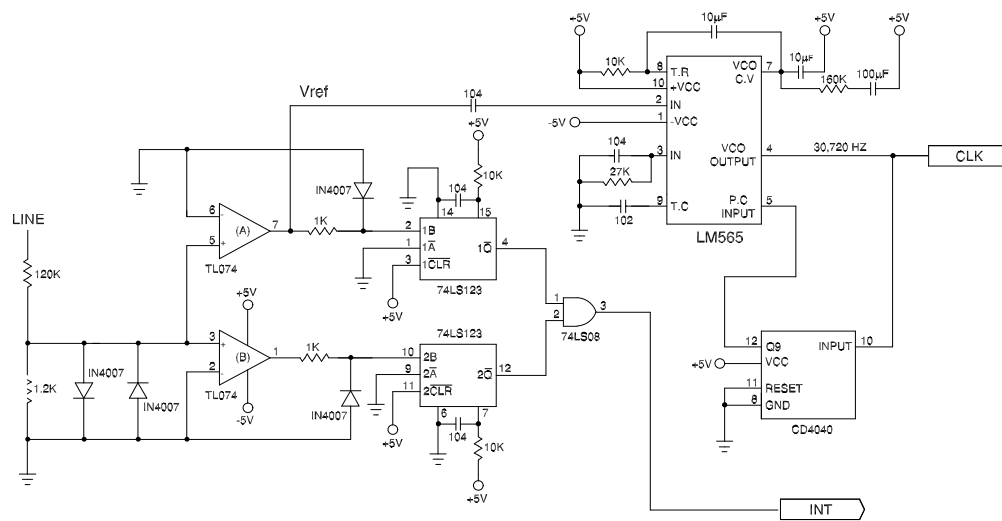 +5V
10µF
+5V
+5V
10K
8 T.R
VCO 7
C.V
10µF
160K
100µF
10 +VCC
Vref
104
2 IN
-5V
1 -VCC
+5V
104
3 IN
VCO 4
OUTPUT
30,720 HZ
CLK
27K
10K
IN4007
104
14
15
102
9 T.C
P.C 5
INPUT
LM565
LINE
6 -
(A)
7
5 +
TL074
1K
2 1B
1 1A
3 1CLR
1Q 4
74LS123
+5V
120K
+5V
1
2
3
74LS08
3 +
(B)
1
2 -
TL074
-5V
1K
74LS123
10 2B
9 2A
11 2CLR
2Q 12
12 Q9
INPUT 10
+5V
VCC
11 RESET
8 GND
CD4040
1.2K
IN4007
IN4007
IN4007
+5V
6
104
7
10K
+5V
INT